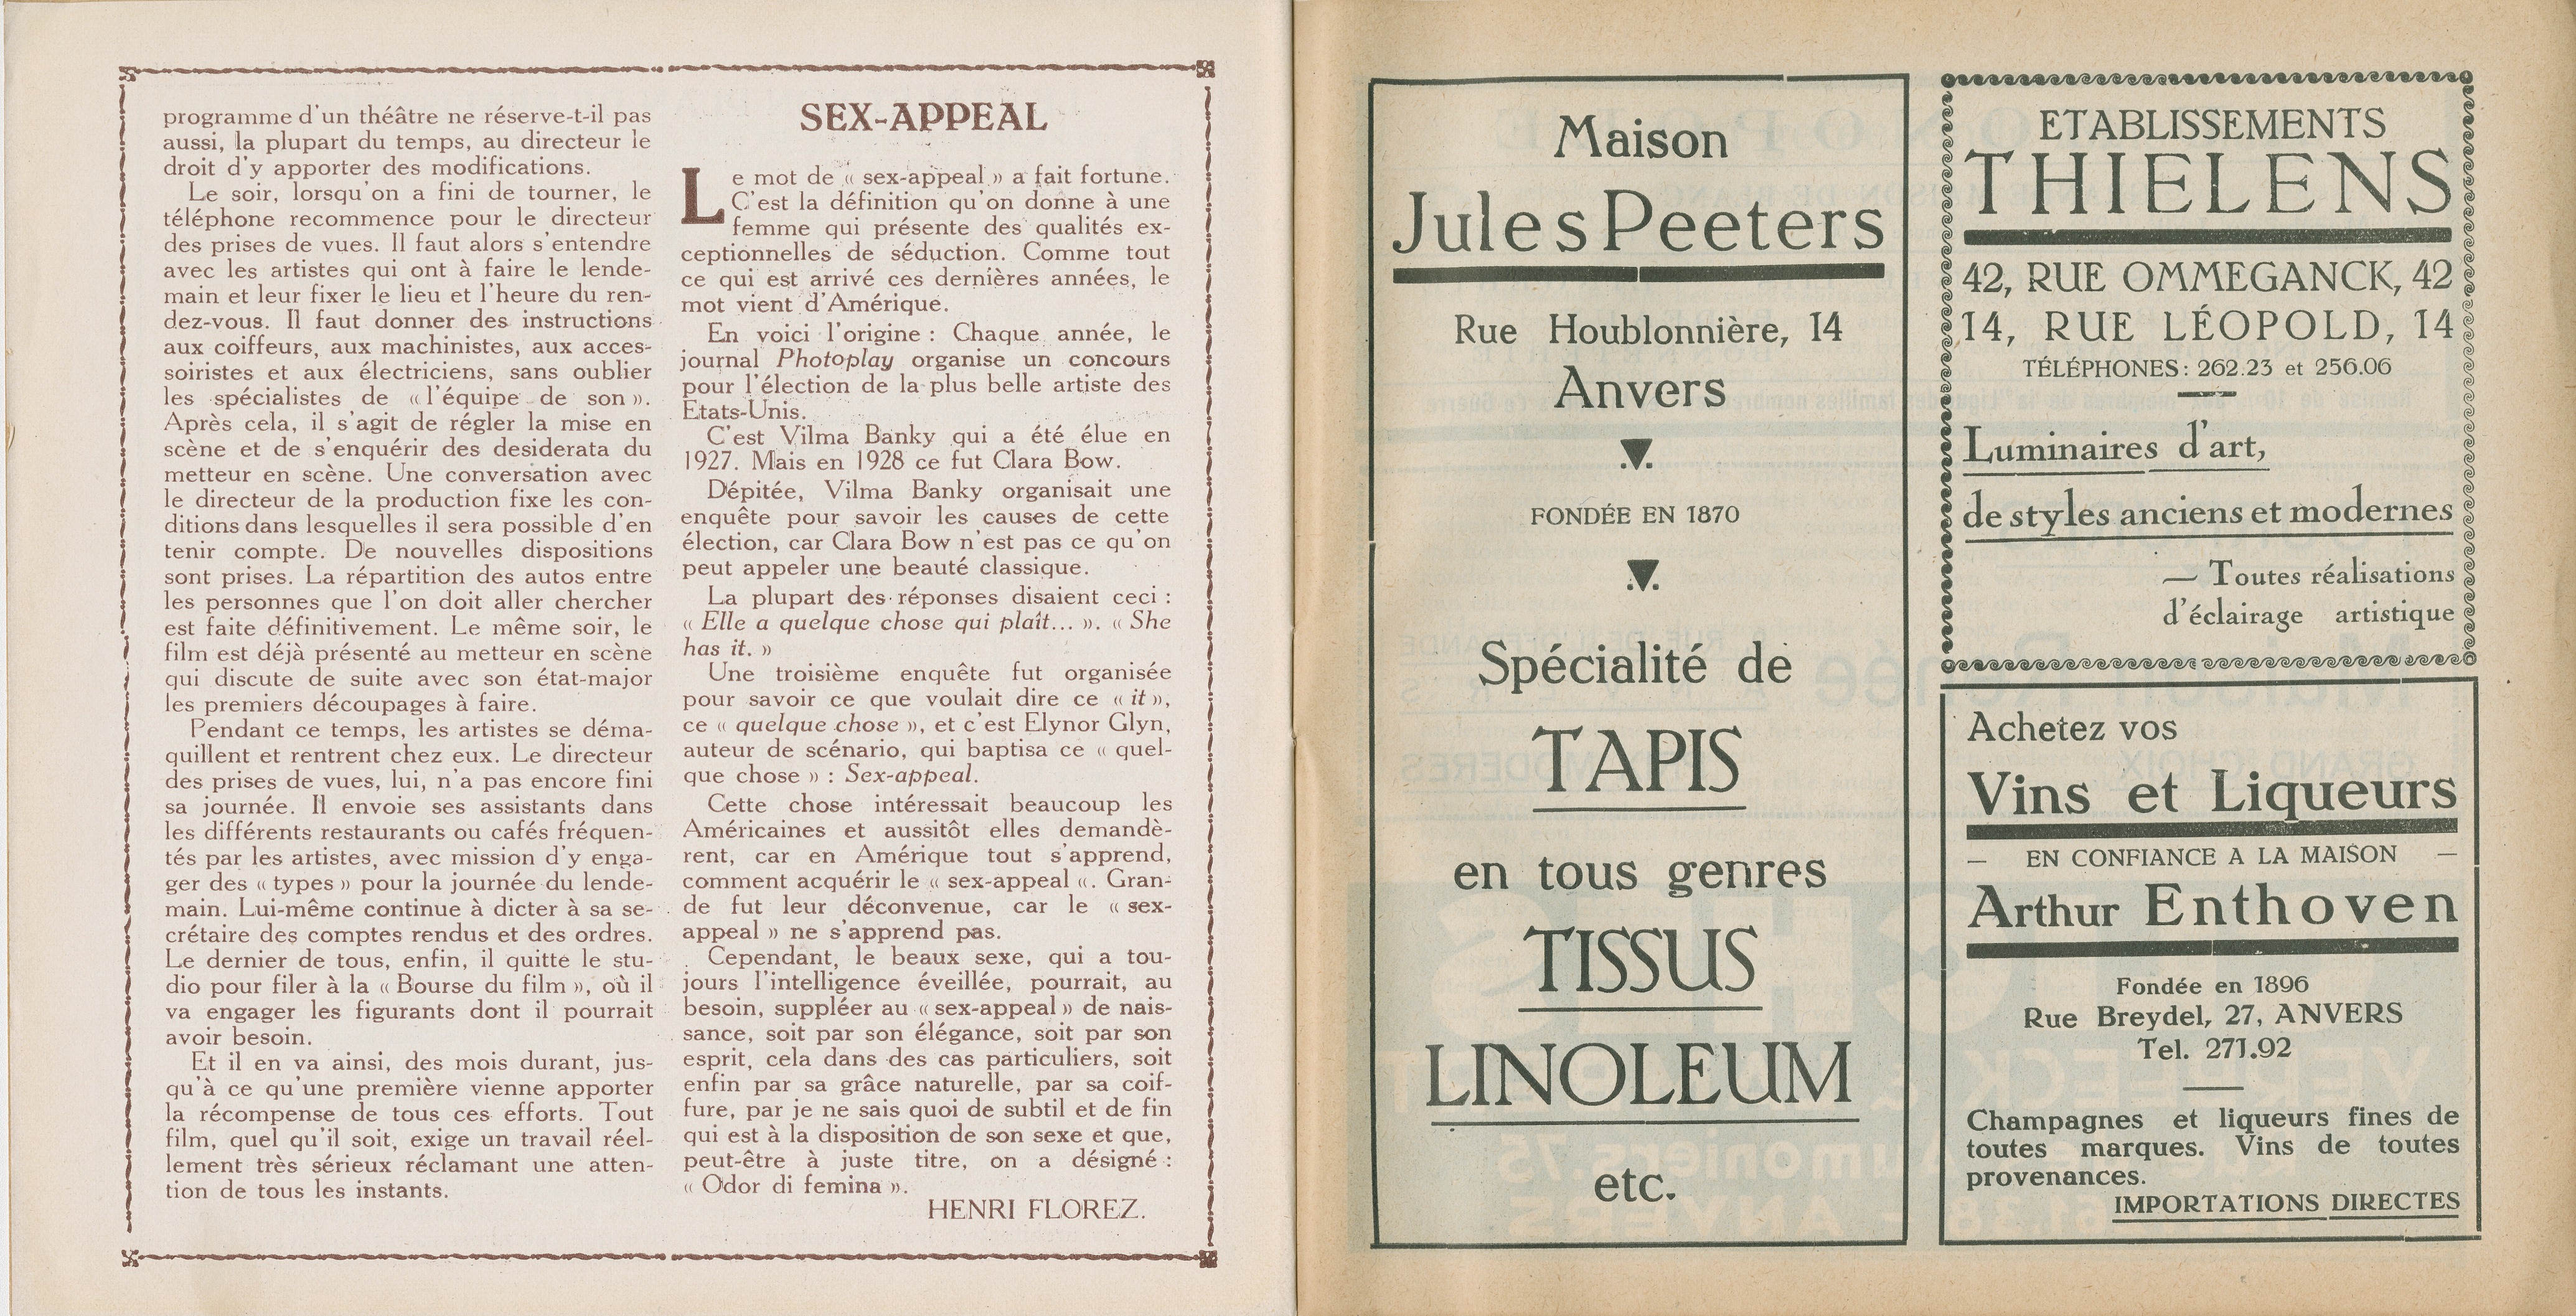 programme d'un théâtre ne réserve-t-il pas
aussi, la plupart du temps, au directeur le
droit d'y apporter des modifications.
Le soir, lorsqu'on a fini de tourner, le
téléphone recommence pour le directeur
des prises de vues. Il faut alors s'entendre
avec les artistes qui ont à faire le lende-
main et leur fixer le lieu et l'heure du ren-
dez-vous. Il faut donner des instructions
aux coiffeurs, aux machinistes, aux acces-
soiristes et aux électriciens, sans oublier
les spécialistes de « l'équipe de son ».
Après cela, il s'agit de régler la mise en
scène et de s'enquérir des desiderata du
metteur en scène. Une conversation avec
le directeur de la production fixe les con-
ditions dans lesquelles il sera possible d'en
tenir compte. De nouvelles dispositions
sont prises. La répartition des autos entre
les personnes que l'on doit aller chercher
est faite définitivement. Le même soir, le
film est déjà présenté au metteur en scène
qui discute de suite avec son état-major
les premiers découpages à faire.
Pendant ce temps, les artistes se déma-
quillent et rentrent chez eux. Le directeur
des prises de vues, lui, n'a pas encore fini
sa journée. Il envoie ses assistants dans
les différents restaurants ou cafés fréquen-
tés par les artistes, avec mission d'y enga-
ger des « types » pour la journée du lende-
main. Lui-même continue à dicter à sa se-
crétaire des comptes rendus et des ordres.
Le dernier de tous, enfin, il quitte le stu-
dio pour filer à la « Bourse du film », où il
va engager les figurants dont il pourrait
avoir besoin.
Et il en va ainsi, des mois durant, jus-
qu'à ce qu'une première vienne apporter
la récompense de tous ces efforts. Tout
film, quel qu'il soit, exige un travail réel-
lement très sérieux réclamant une atten-
tion de tous les instants.
SEX-APPEAL
Le mot de « sex-appeal » a fait fortune.
C'est la définition qu'on donne à une
femme qui présente des qualités ex-
ceptionnelles de séduction. Comme tout
ce qui est arrivé ces dernières années, le
mot vient d'Amérique.
En voici l'origine : Chaque année, le
journal Photoplay organise un concours
pour l'élection de la plus belle artiste des
Etats-Unis.
C'est Vilma Banky qui a été élue en
1927. Mais en 1928 ce fut Clara Bow.
Dépitée, Vilma Banky organisait une
enquête pour savoir les causes de cette
élection, car Clara Bow n'est pas ce qu'on
peut appeler une beauté classique.
La plupart des réponses disaient ceci :
« Elle a quelque chose qui plaît... ». « She
has it. »
Une troisième enquête fut organisée
pour savoir ce que voulait dire ce « it »,
ce « quelque chose », et c'est Elynor Glyn,
auteur de scénario, qui baptisa ce « quel-
que chose » : Sex-appeal.
Cette chose intéressait beaucoup les
Américaines et aussitôt elles demandè-
rent, car en Amérique tout s'apprend,
comment acquérir le « sex-appeal «. Gran-
de fut leur déconvenue, car le « sex-
appeal » ne s'apprend pas.
Cependant, le beaux sexe, qui a tou-
jours l'intelligence éveillée, pourrait, au
besoin, suppléer au « sex-appeal » de nais-
sance, soit par son élégance, soit par son
esprit, cela dans des cas particuliers, soit
enfin par sa grâce naturelle, par sa coif-
fure, par je ne sais quoi de subtil et de fin
qui est à la disposition de son sexe et que,
peut-être à juste titre, on a désigné :
« Odor di femina ».
HENRI FLOREZ.
Maison
Jules Peeters
Rue Houblonnière, 14
Anvers
FONDÉE EN 1870
Spécialité de
TAPIS
en tous genres
TISSUS
LINOLEUM
etc.
ETABLISSEMENTS
THIELENS
42, RUE OMMEGANCK, 42
14, RUE LÉOPOLD, 14
TÉLÉPHONES : 262.23 et 256.06
Luminaires d'art,
de styles anciens et modernes
— Toutes réalisations
d'éclairage artistique
Achetez vos
Vins et Liqueurs
— EN CONFIANCE A LA MAISON —
Arthur Enthoven
Fondée en 1896
Rue Breydel, 27, ANVERS
Tel. 271.92
Champagnes et liqueurs fines de
toutes marques. Vins de toutes
provenances.
IMPORTATIONS DIRECTES